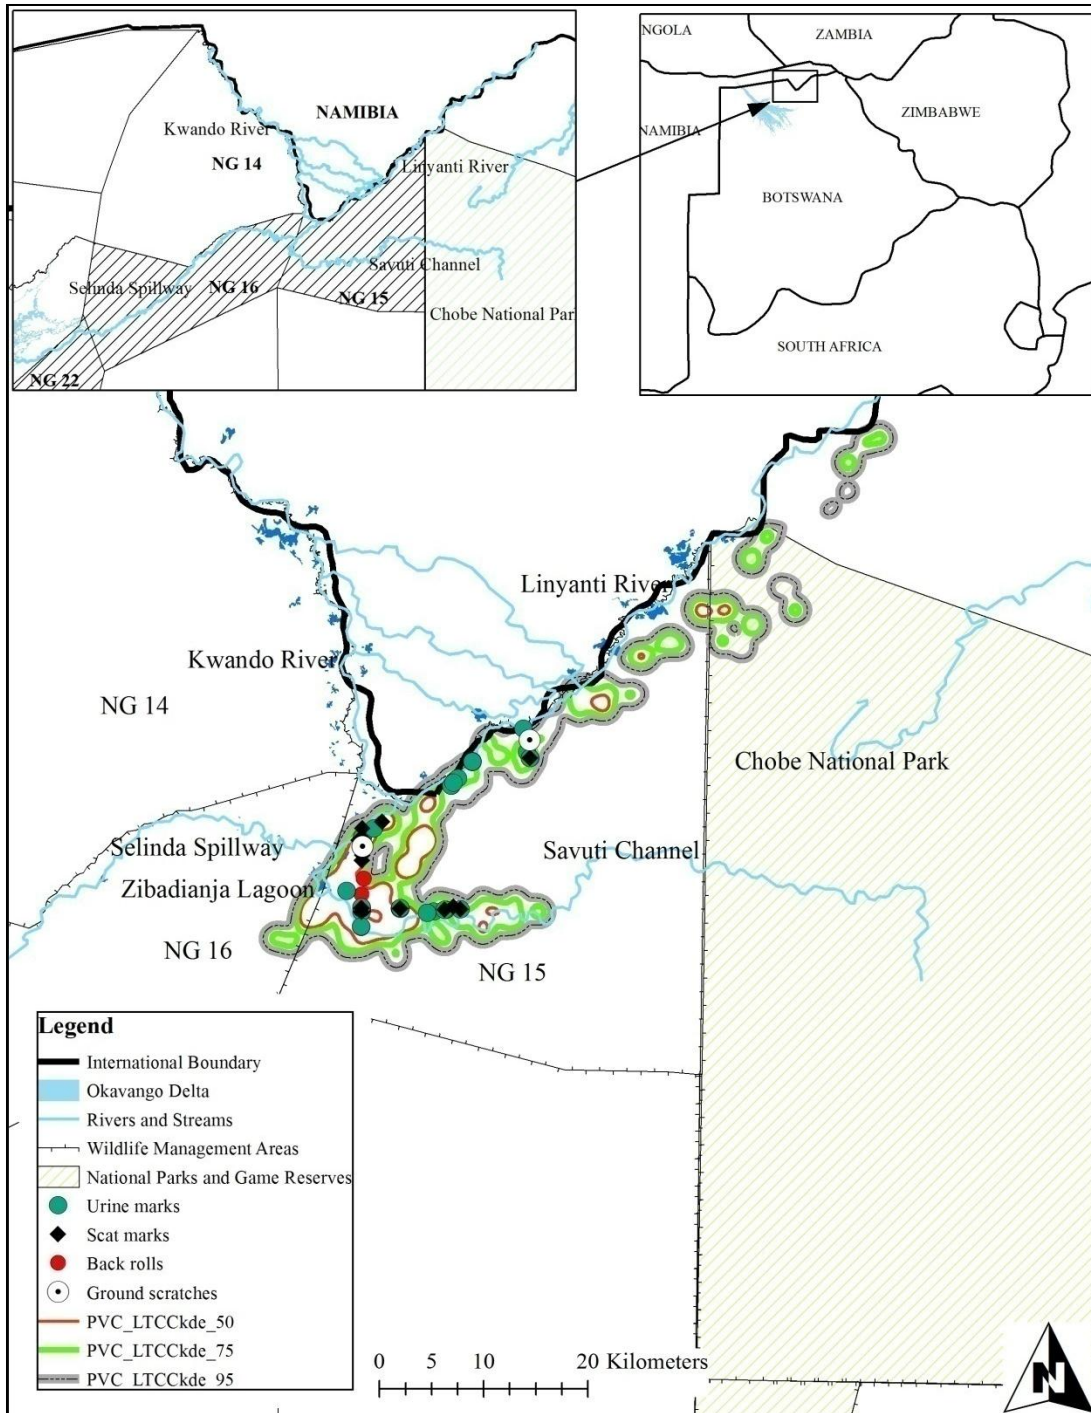 NAMIBIA
Kwando River
NG 14
Linyanti River
Savuti Channel
Selinda Spillway
NG 16
NG 15
Chobe National Par
NG 22
NGOLA
ZAMBIA
ZIMBABWE
NAMIBIA
BOTSWANA
SOUTH AFRICA
Linyanti River
Kwando River
NG 14
Chobe National Park
Selinda Spillway
Savuti Channel
Zibadianja Lagoon
NG 16
NG 15
Legend
International Boundary
Okavango Delta
Rivers and Streams
Wildlife Management Areas
National Parks and Game Reserves
Urine marks
Scat marks
Back rolls
Ground scratches
PVC_LTCCkde_50
PVC_LTCCkde_75
PVC_LTCCkde_95
0 5 10 20 Kilometers
N